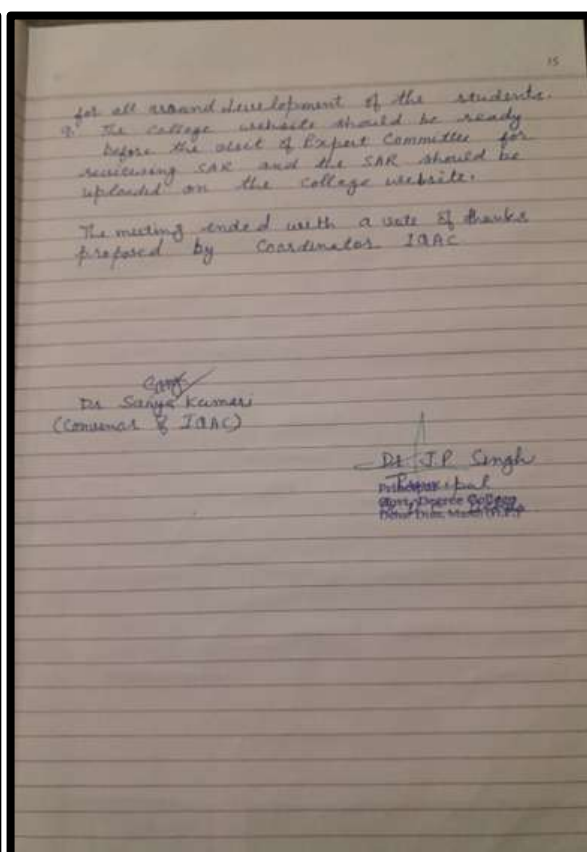 15
for all around development of the students.
9. The College website should be ready
before the visit of Expert Committee for
reviewing SAR and the SAR should be
uploaded on the College website.
The meeting ended with a vote of thanks
proposed by Coordinator IQAC
Dr Sanju Kumari
(Convenor of IQAC)
Dr J.P. Singh
Principal
Govt. Degree College